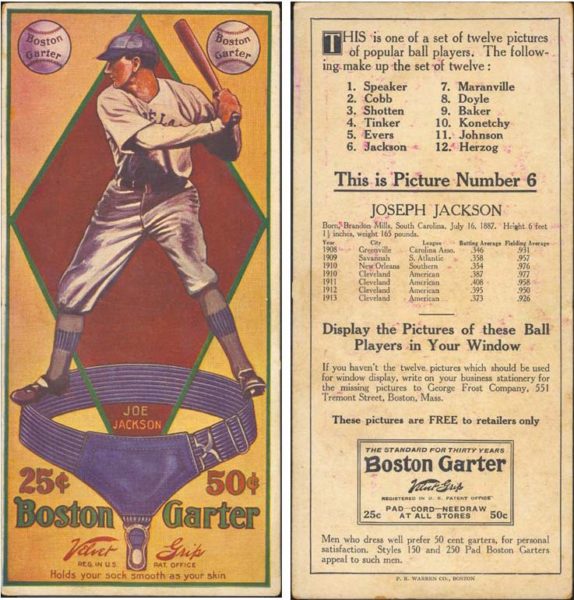 Boston
Garter
Boston
Garter
JOE
JACKSON
25¢ 50¢
Boston Garter
Velvet Grip
REG. IN U.S. PAT. OFFICE
Holds your sock smooth as your skin
THIS is one of a set of twelve pictures
of popular ball players. The follow-
ing make up the set of twelve:
1. Speaker 7. Maranville
2. Cobb 8. Doyle
3. Shotten 9. Baker
4. Tinker 10. Konetchy
5. Evers 11. Johnson
6. Jackson 12. Herzog
This is Picture Number 6
JOSEPH JACKSON
Born, Brandon Mills, South Carolina, July 16, 1887. Height 6 feet
1½ inches, weight 165 pounds.
Year City League Batting Average Fielding Average
1908 Greenville Carolina Asso. .346 .931
1909 Savannah S. Atlantic .358 .957
1910 New Orleans Southern .354 .976
1910 Cleveland American .387 .977
1911 Cleveland American .408 .958
1912 Cleveland American .395 .950
1913 Cleveland American .373 .926
Display the Pictures of these Ball
Players in Your Window
If you haven't the twelve pictures which should be used
for window display, write on your business stationery for
the missing pictures to George Frost Company, 551
Tremont Street, Boston, Mass.
These pictures are FREE to retailers only
THE STANDARD FOR THIRTY YEARS
Boston Garter
Velvet Grip
REGISTERED IN U. S. PATENT OFFICE
PAD-CORD-NEEDRAW
25c AT ALL STORES 50c
Men who dress well prefer 50 cent garters, for personal
satisfaction. Styles 150 and 250 Pad Boston Garters
appeal to such men.
P. R. WARREN CO., BOSTON